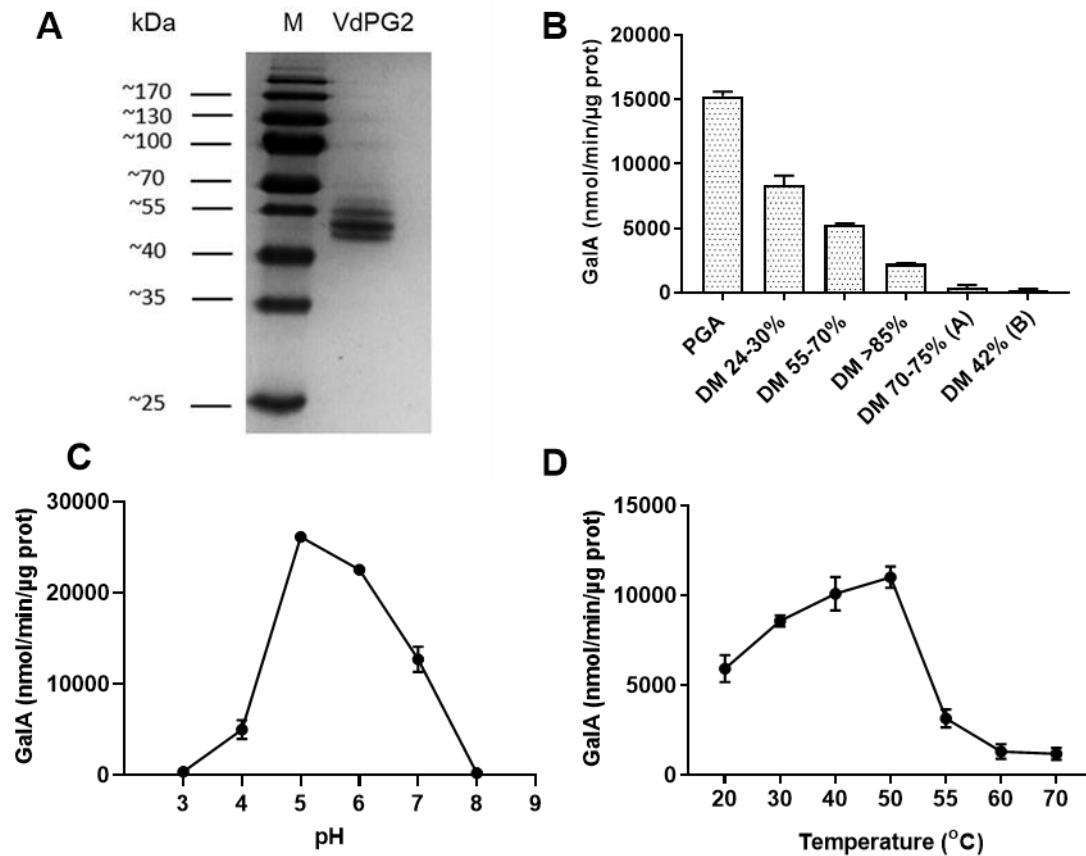 A
kDa
M
VdPG2
~170
~130
~100
~70
~55
~40
~35
~25
B
GalA (nmol/min/µg prot)
20000
15000
10000
5000
0
PGA
DM 24-30%
DM 55-70%
DM >85%
DM 70-75% (A)
DM 42% (B)
C
GalA (nmol/min/µg prot)
30000
20000
10000
0
3 4 5 6 7 8 9
pH
D
GalA (nmol/min/µg prot)
15000
10000
5000
0
20 30 40 50 55 60 70
Temperature (°C)